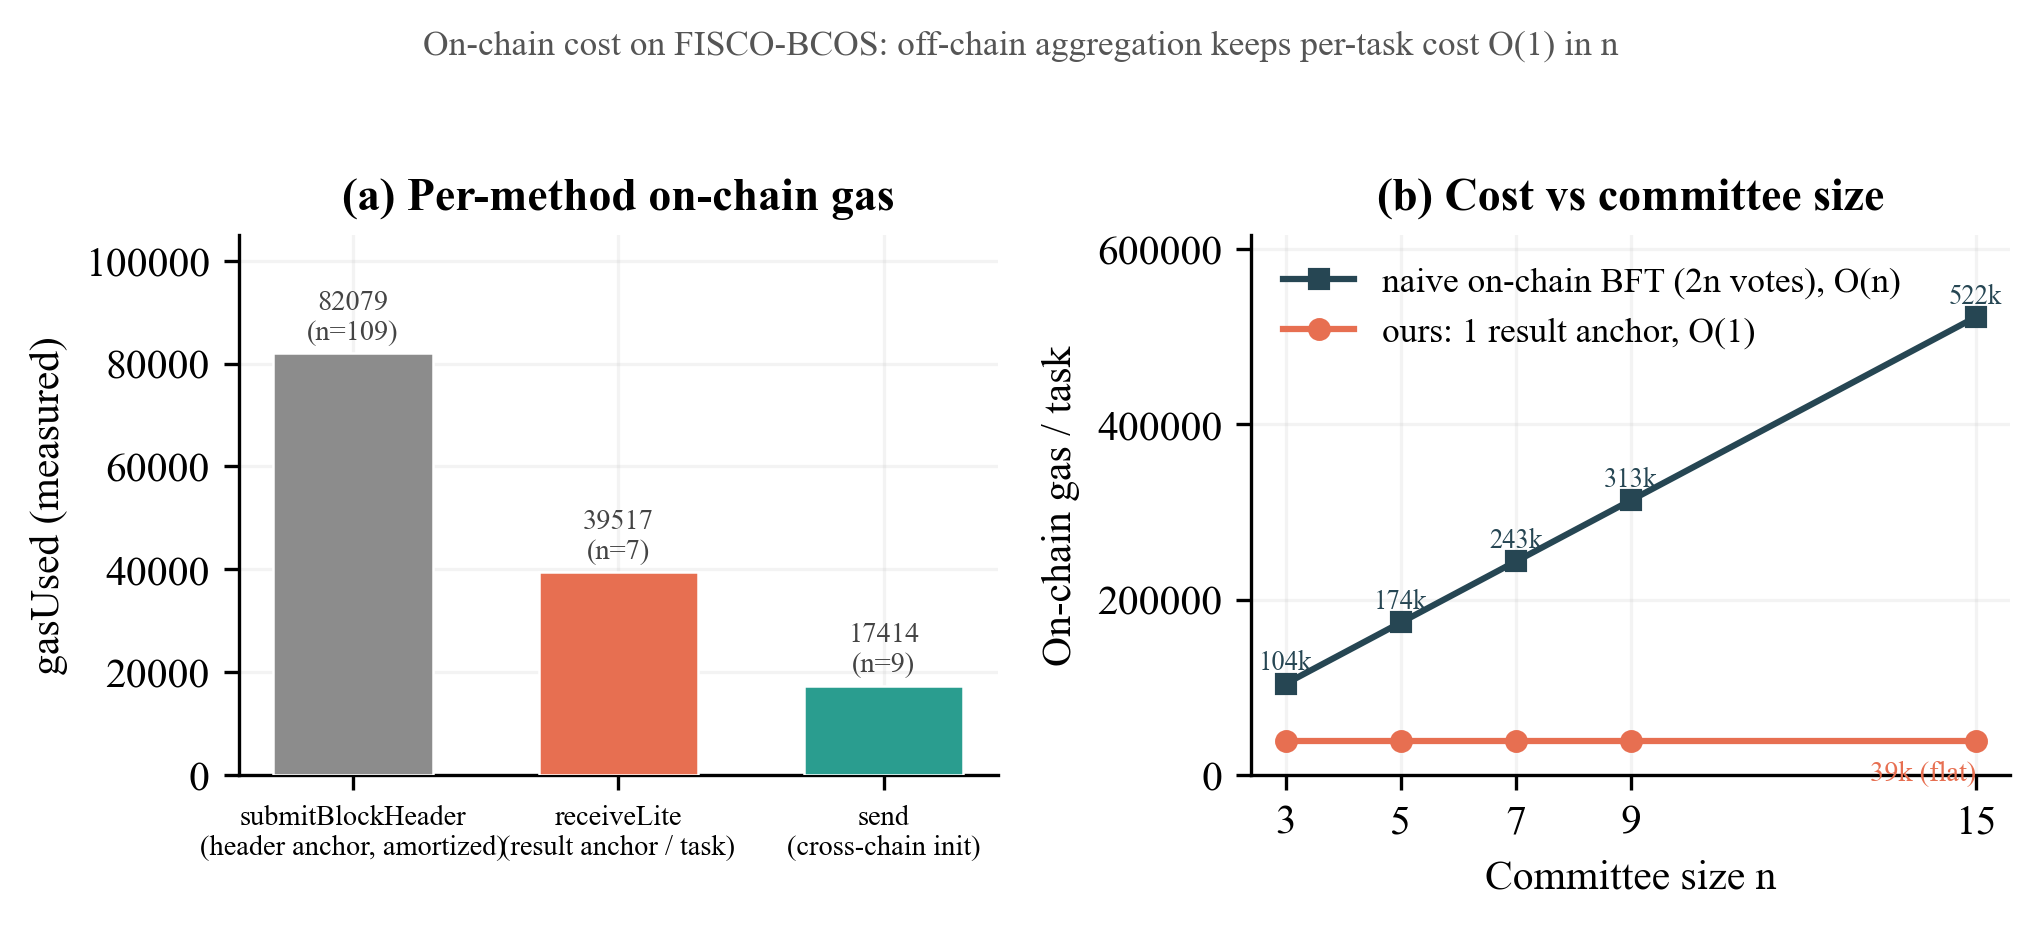 On-chain cost on FISCO-BCOS: off-chain aggregation keeps per-task cost O(1) in n
(a) Per-method on-chain gas
gasUsed (measured)
100000
80000
60000
40000
20000
0
82079
(n=109)
39517
(n=7)
17414
(n=9)
submitBlockHeader
(header anchor, amortized)
receiveLite
(result anchor / task)
send
(cross-chain init)
(b) Cost vs committee size
On-chain gas / task
600000
400000
200000
0
naive on-chain BFT (2n votes), O(n)
ours: 1 result anchor, O(1)
104k
174k
243k
313k
522k
39k (flat)
3
5
7
9
15
Committee size n